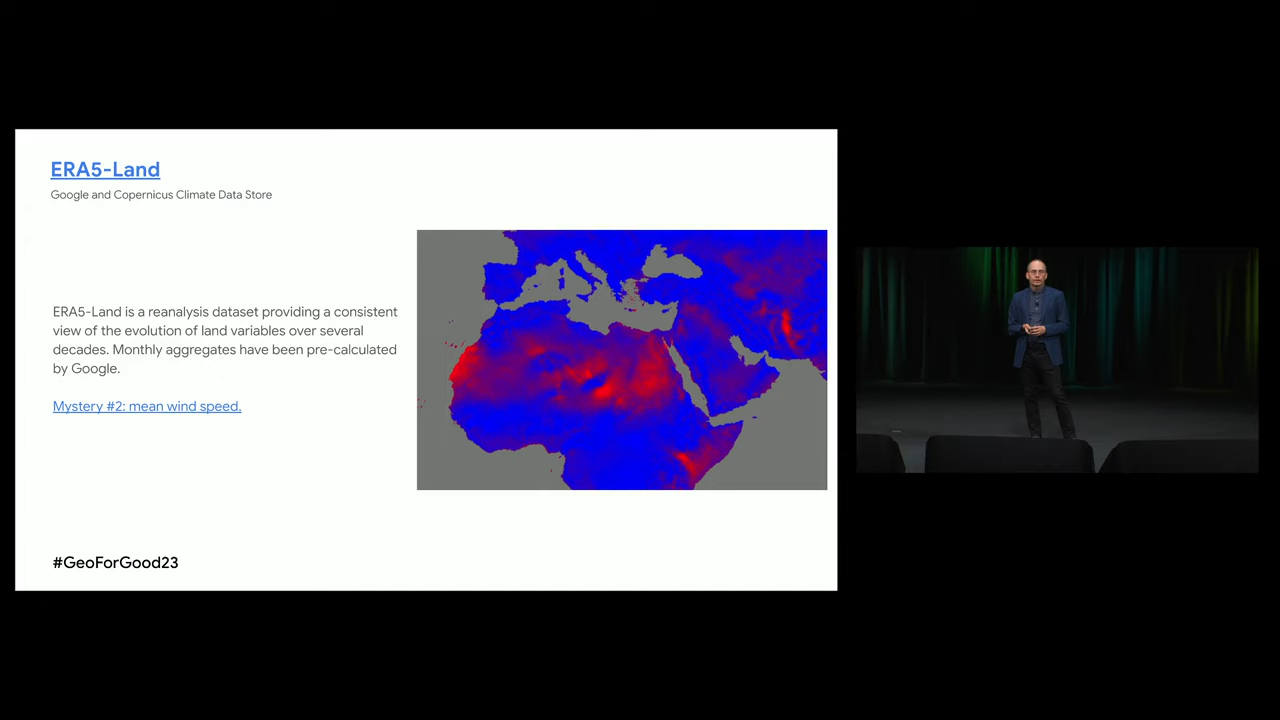 ERA5-Land
Google and Copernicus Climate Data Store
ERA5-Land is a reanalysis dataset providing a consistent
view of the evolution of land variables over several
decades. Monthly aggregates have been pre-calculated
by Google.
Mystery #2: mean wind speed.
#GeoForGood23